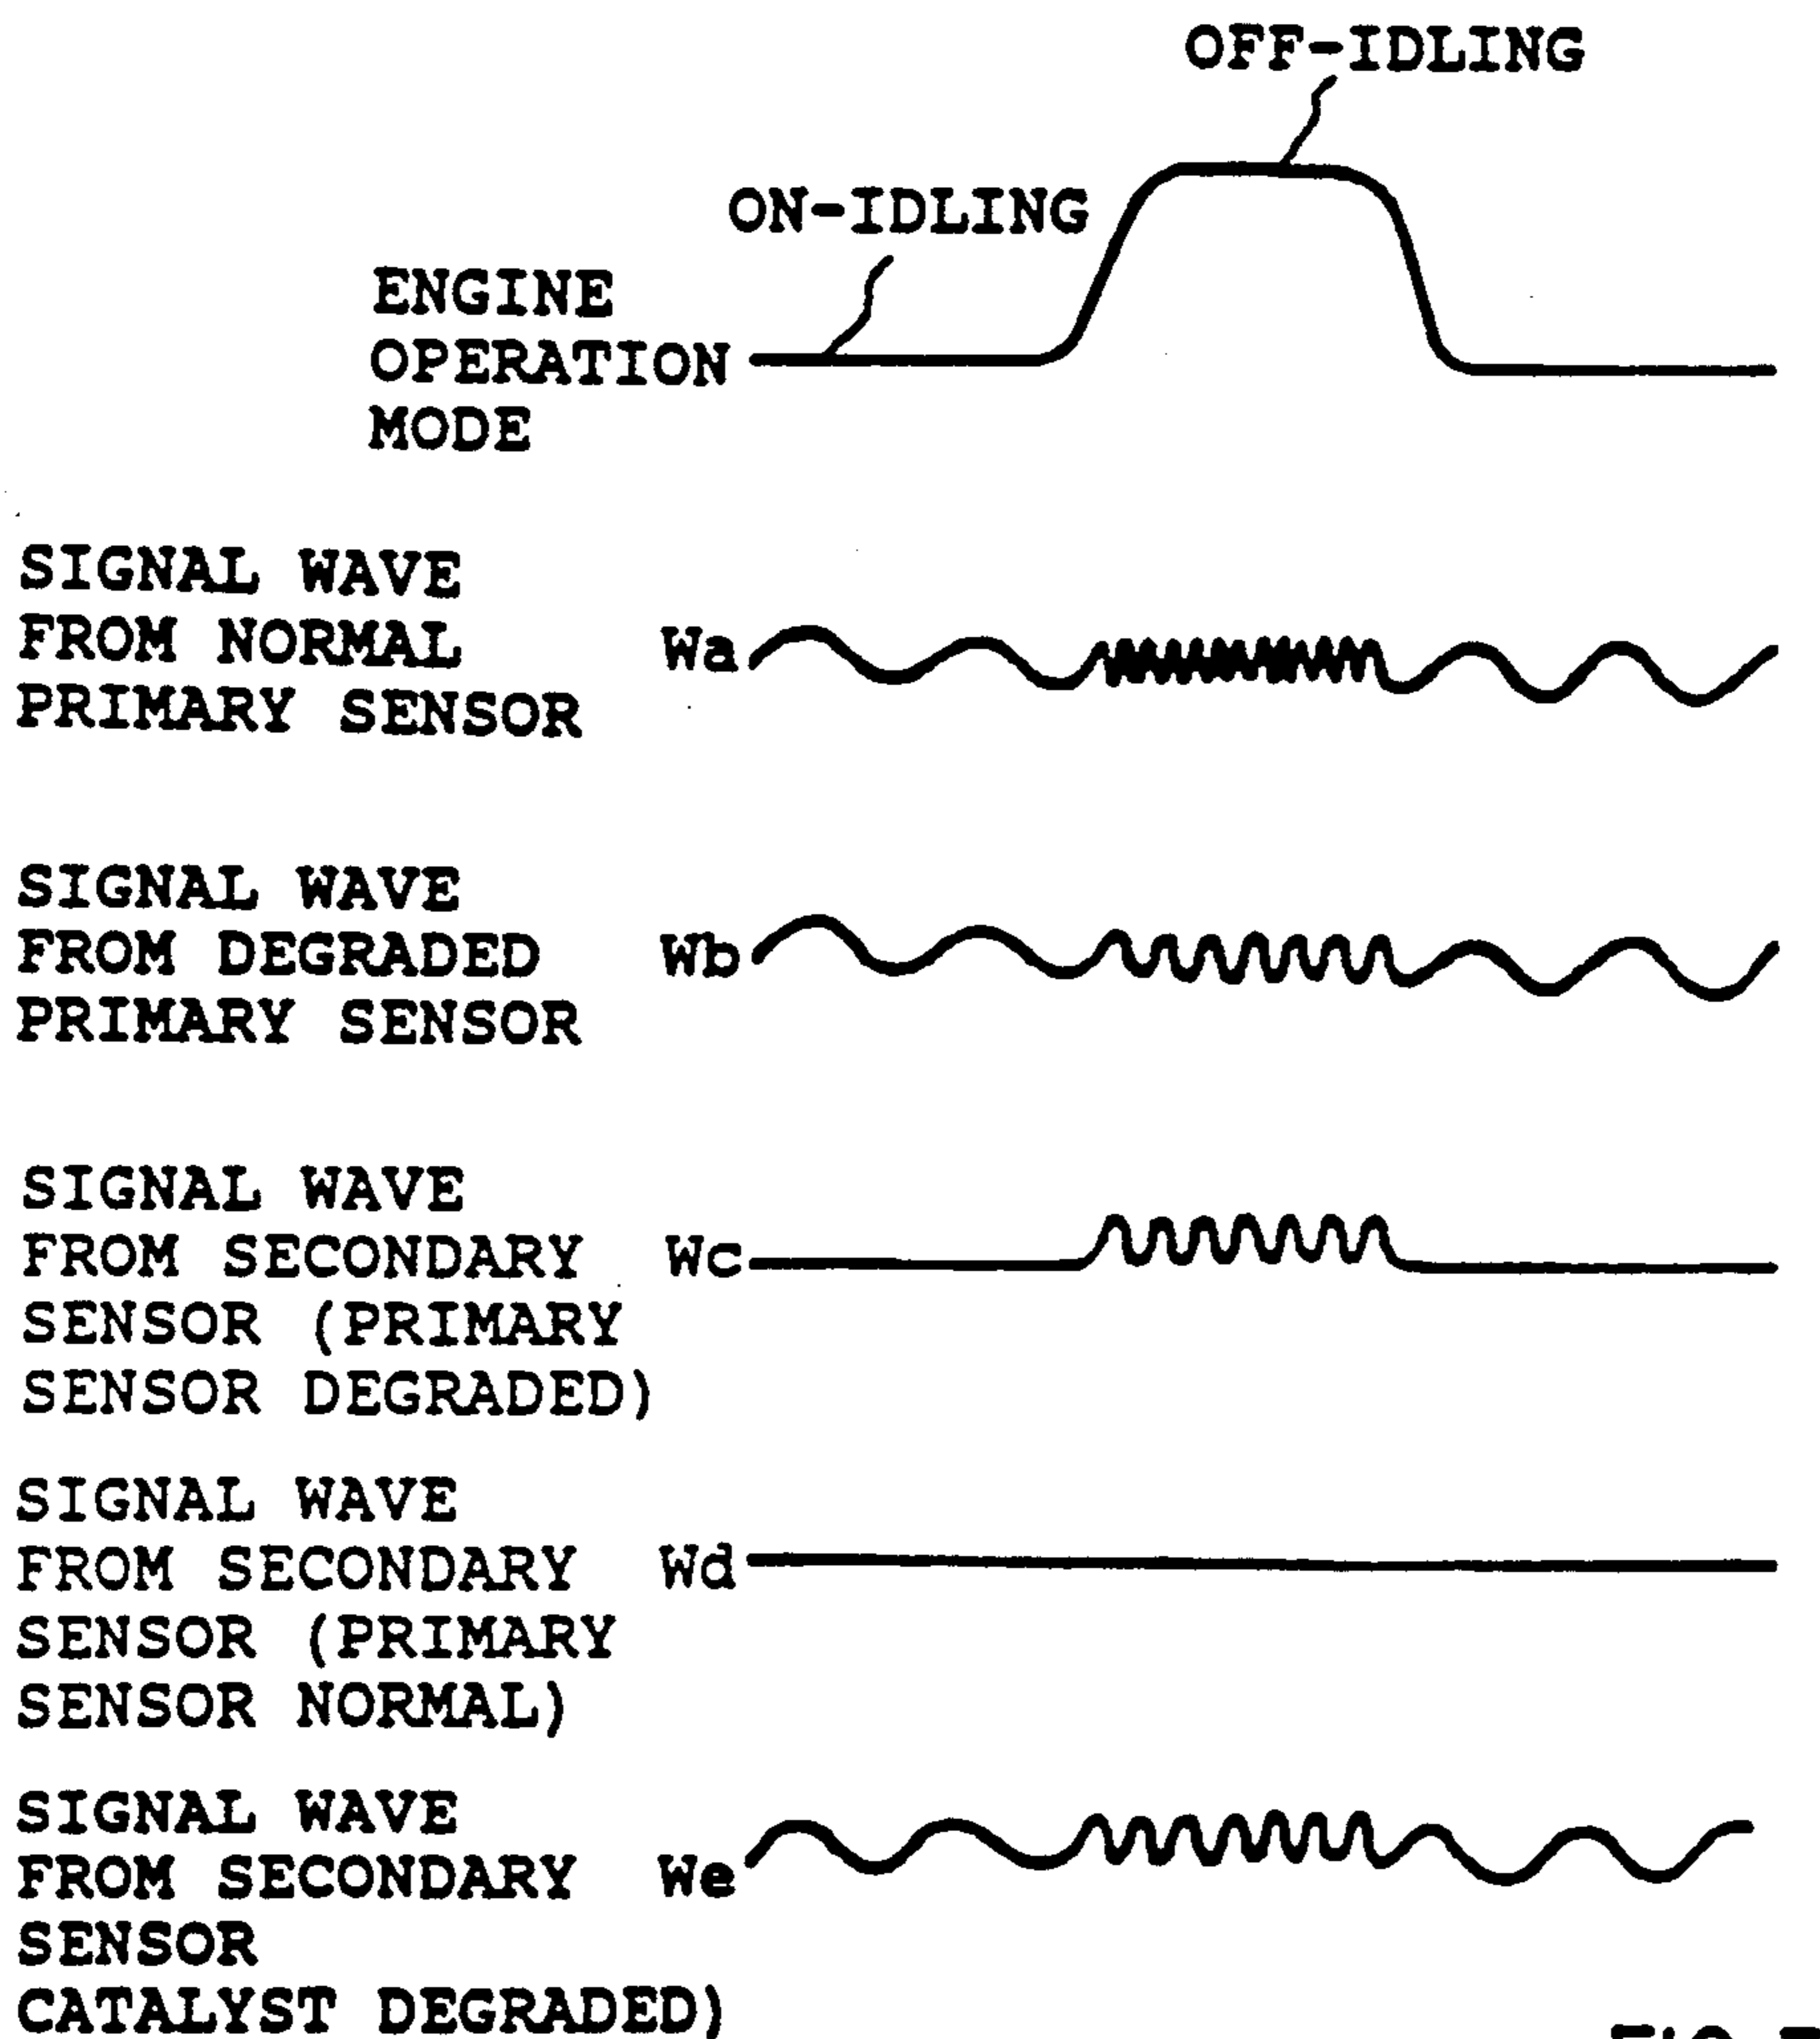 OFF-IDLING
ON-IDLING
ENGINE
OPERATION
MODE
SIGNAL WAVE
FROM NORMAL
PRIMARY SENSOR
Wa
SIGNAL WAVE
FROM DEGRADED
PRIMARY SENSOR
Wb
SIGNAL WAVE
FROM SECONDARY
SENSOR (PRIMARY
SENSOR DEGRADED)
Wc
SIGNAL WAVE
FROM SECONDARY
SENSOR (PRIMARY
SENSOR NORMAL)
Wd
SIGNAL WAVE
FROM SECONDARY
SENSOR
CATALYST DEGRADED)
We